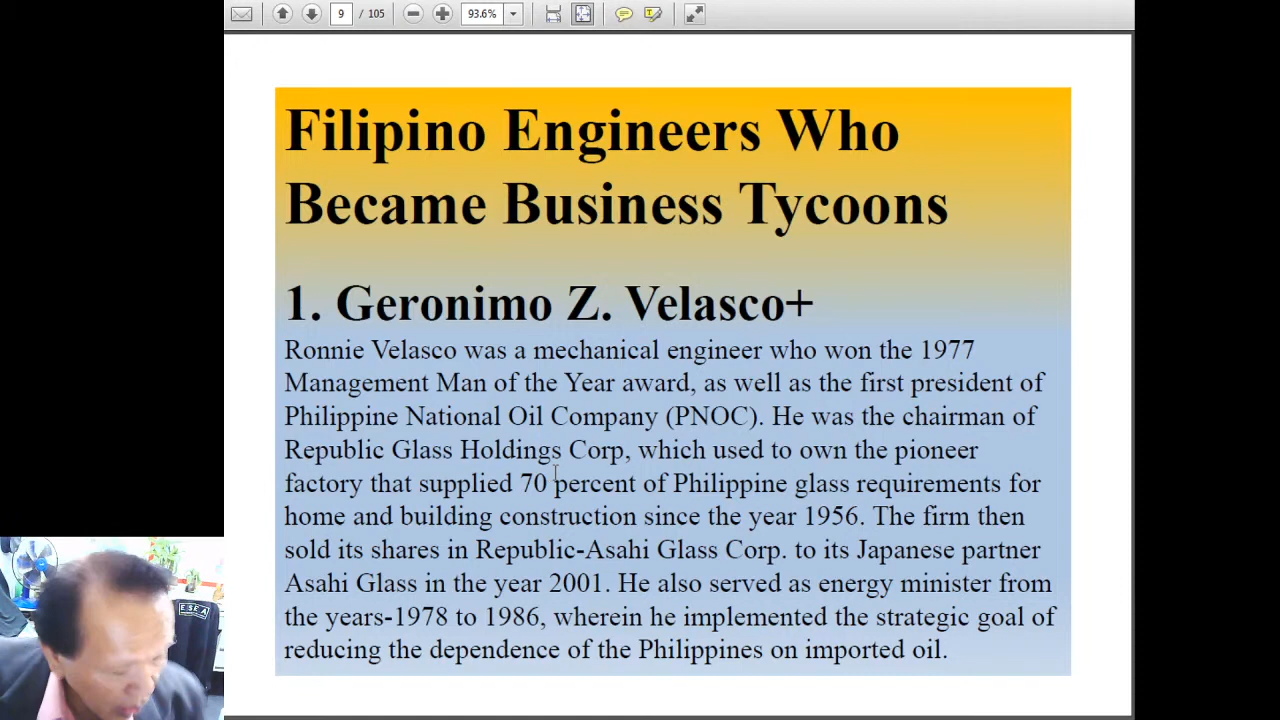 9 / 105 93.6%
Filipino Engineers Who
Became Business Tycoons
1. Geronimo Z. Velasco+
Ronnie Velasco was a mechanical engineer who won the 1977
Management Man of the Year award, as well as the first president of
Philippine National Oil Company (PNOC). He was the chairman of
Republic Glass Holdings Corp, which used to own the pioneer
factory that supplied 70 percent of Philippine glass requirements for
home and building construction since the year 1956. The firm then
sold its shares in Republic-Asahi Glass Corp. to its Japanese partner
Asahi Glass in the year 2001. He also served as energy minister from
the years-1978 to 1986, wherein he implemented the strategic goal of
reducing the dependence of the Philippines on imported oil.
ESEA